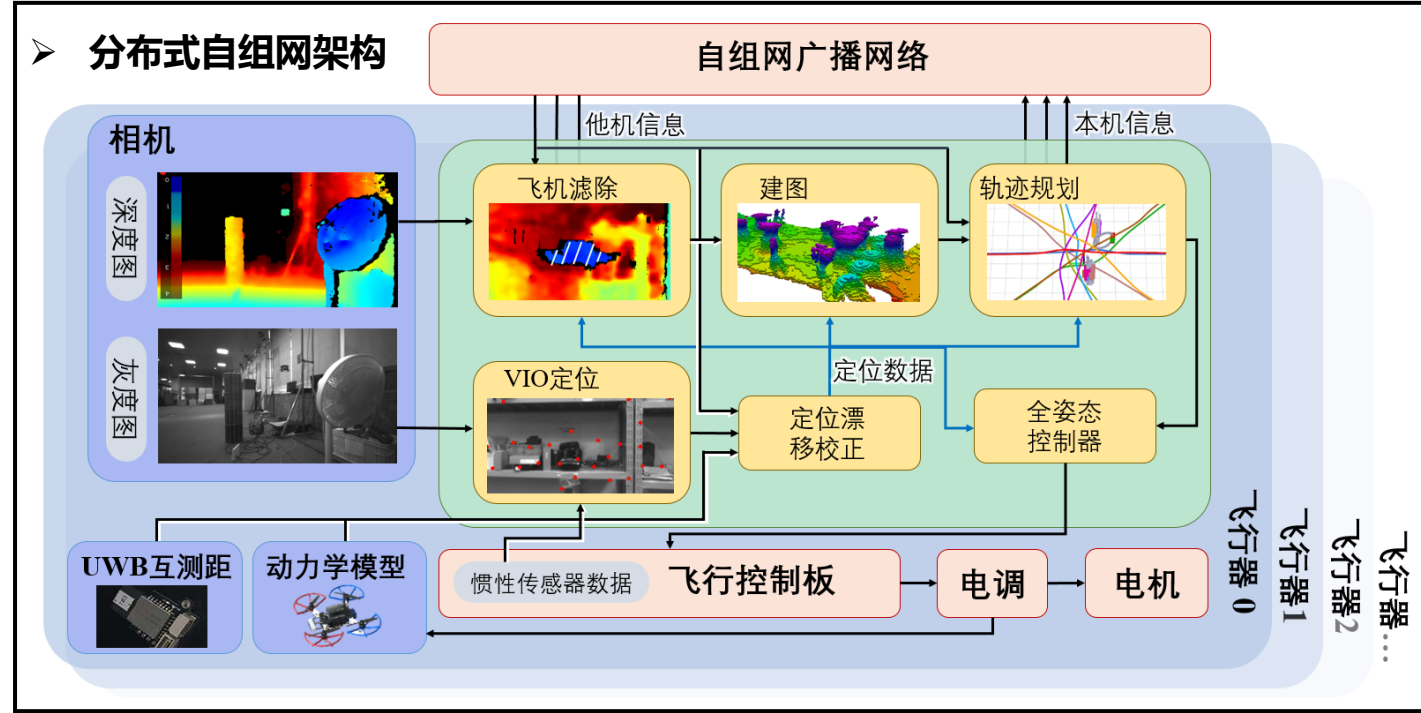 ➢ 分布式自组网架构
自组网广播网络
他机信息
本机信息
相机
深度图
灰度图
0
1
2
3
4
飞机滤除
建图
轨迹规划
VIO定位
定位数据
定位漂
移校正
全姿态
控制器
UWB互测距
动力学模型
惯性传感器数据
飞行控制板
电调
电机
飞行器 0
飞行器1
飞行器2
飞行器…